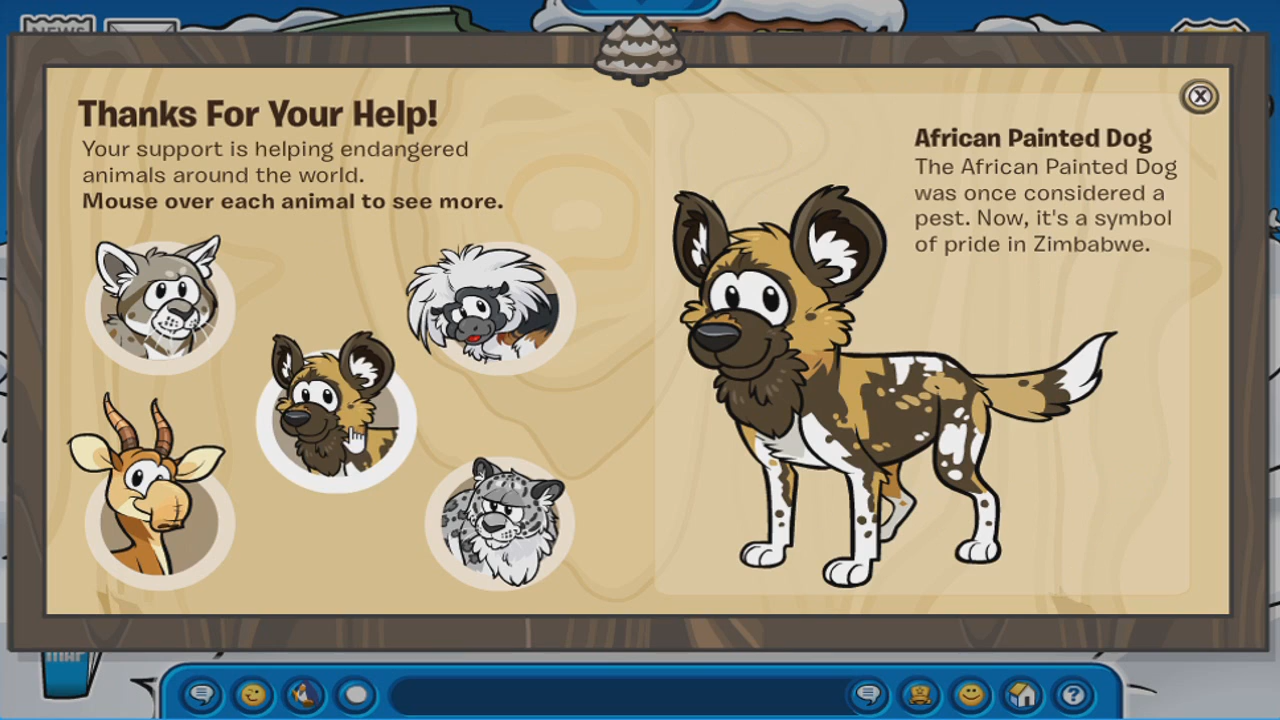 NEWS
Thanks For Your Help!
Your support is helping endangered
animals around the world.
Mouse over each animal to see more.
African Painted Dog
The African Painted Dog
was once considered a
pest. Now, it's a symbol
of pride in Zimbabwe.
MAP
?